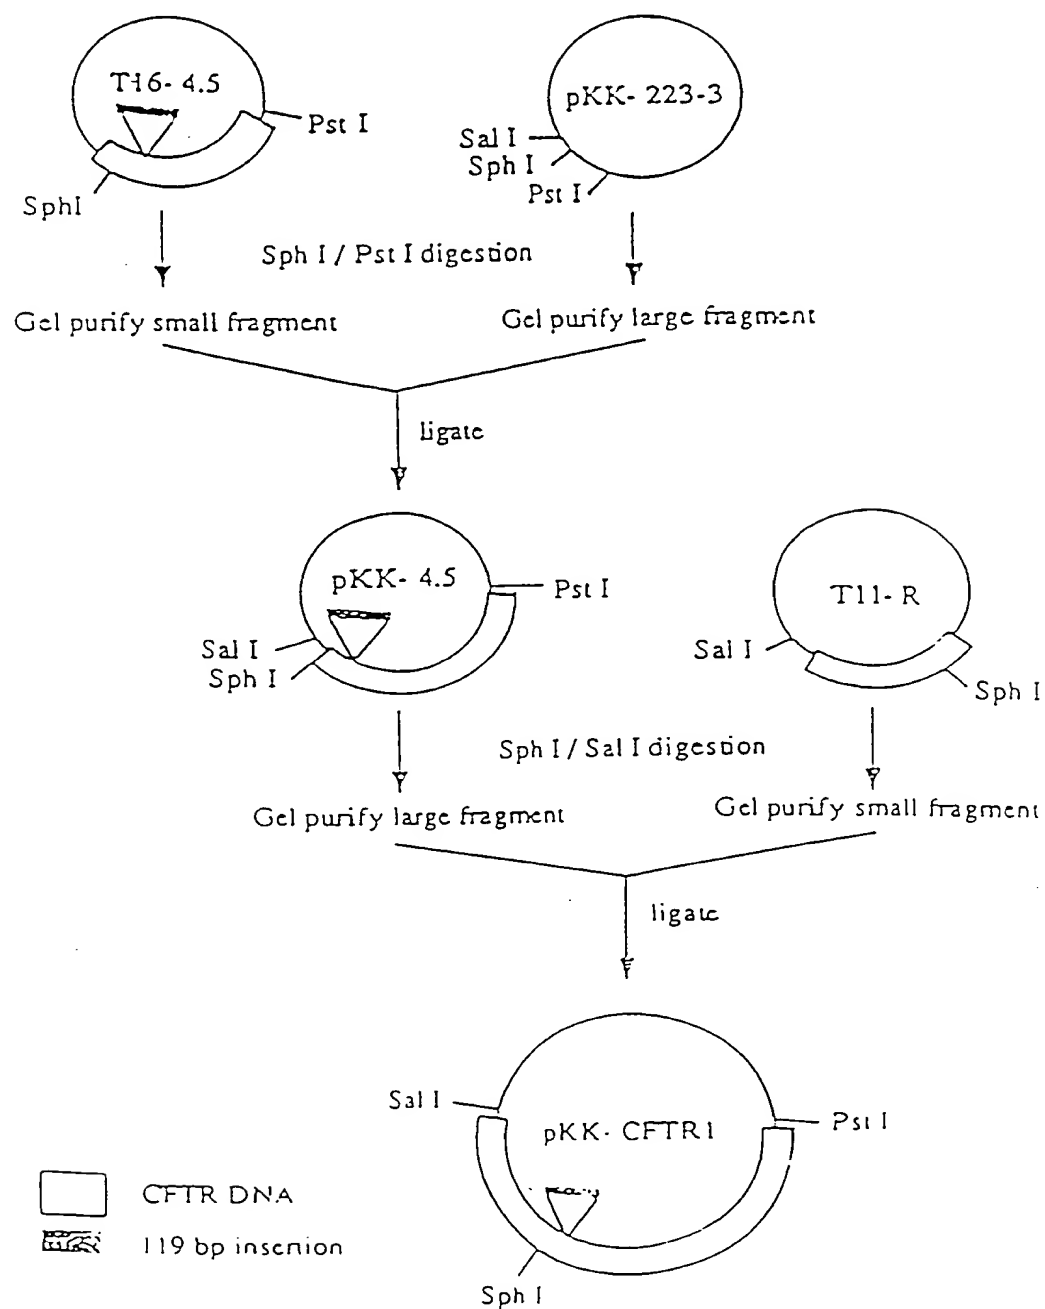 T16- 4.5
pKK- 223-3
Pst I
Sal I
Sph I
Pst I
SphI
Sph I / Pst I digestion
Gel purify small fragment
Gel purify large fragment
ligate
pKK- 4.5
Pst I
T11- R
Sal I
Sph I
Sal I
Sph I
Sph I / Sal I digestion
Gel purify large fragment
Gel purify small fragment
ligate
Sal I
pKK- CFTR1
Pst I
CFTR DNA
119 bp insertion
Sph I